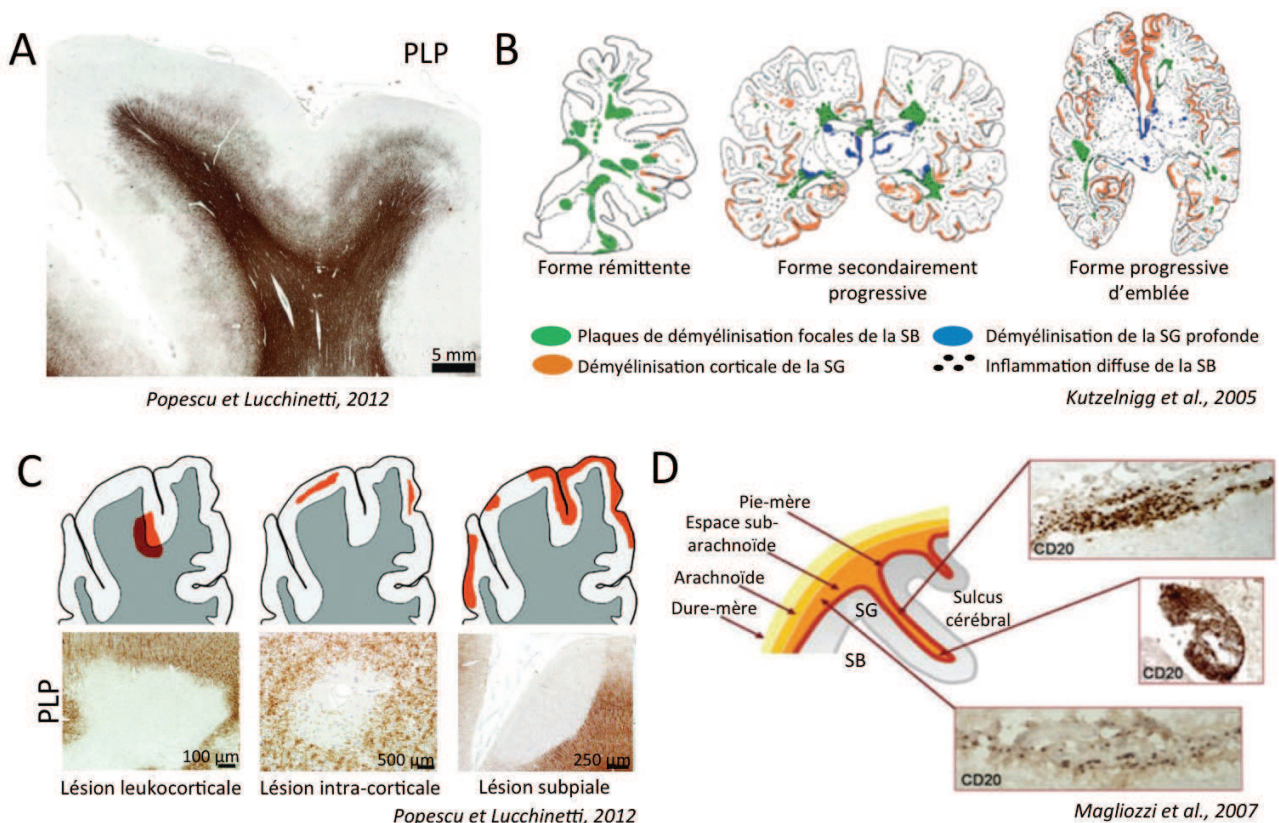 A
PLP
5 mm
Popescu et Lucchinetti, 2012
B
Forme rémittente
Forme secondairement
progressive
Forme progressive
d'emblée
Plaques de démyélinisation focales de la SB
Démyélinisation de la SG profonde
Démyélinisation corticale de la SG
Inflammation diffuse de la SB
Kutzelnigg et al., 2005
C
PLP
100 µm
500 µm
250 µm
Lésion leukocorticale
Lésion intra-corticale
Lésion subpiale
Popescu et Lucchinetti, 2012
D
Pie-mère
Espace sub-
arachnoïde
Arachnoïde
Dure-mère
SG
SB
Sulcus
cérébral
CD20
CD20
CD20
Magliozzi et al., 2007